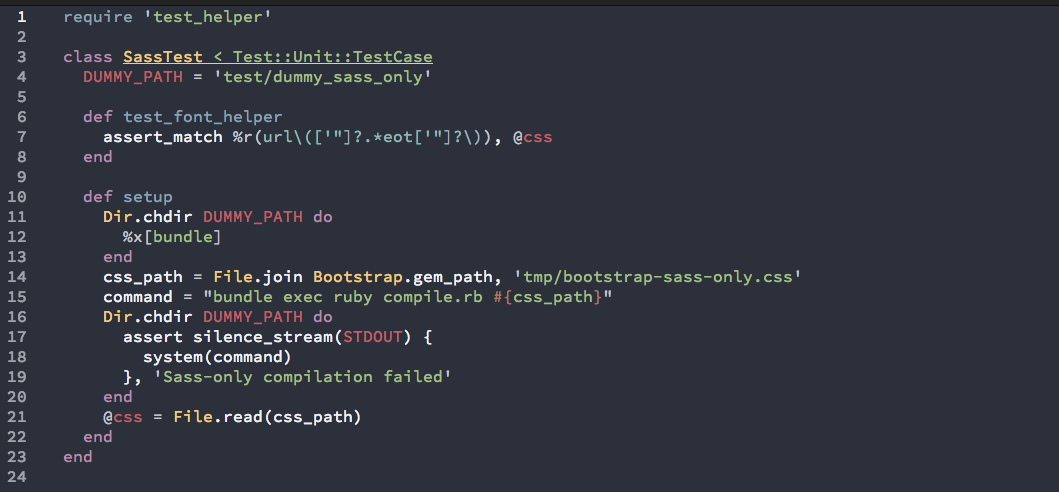 1 require 'test_helper'
2
3 class SassTest < Test::Unit::TestCase
4   DUMMY_PATH = 'test/dummy_sass_only'
5
6   def test_font_helper
7     assert_match %r(url\(['"]?.*eot['"]?\)), @css
8   end
9
10   def setup
11     Dir.chdir DUMMY_PATH do
12       %x[bundle]
13     end
14     css_path = File.join Bootstrap.gem_path, 'tmp/bootstrap-sass-only.css'
15     command = "bundle exec ruby compile.rb #{css_path}"
16     Dir.chdir DUMMY_PATH do
17       assert silence_stream(STDOUT) {
18         system(command)
19       }, 'Sass-only compilation failed'
20     end
21     @css = File.read(css_path)
22   end
23 end
24